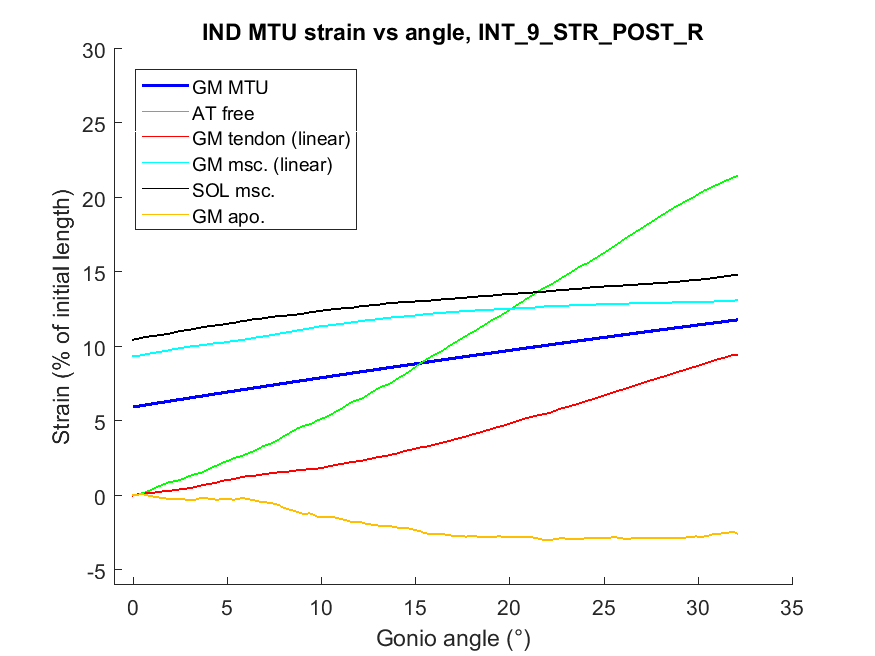 IND MTU strain vs angle, INT_9_STR_POST_R
30
25
20
15
10
5
0
-5
Strain (% of initial length)
GM MTU
AT free
GM tendon (linear)
GM msc. (linear)
SOL msc.
GM apo.
0 5 10 15 20 25 30 35
Gonio angle (°)